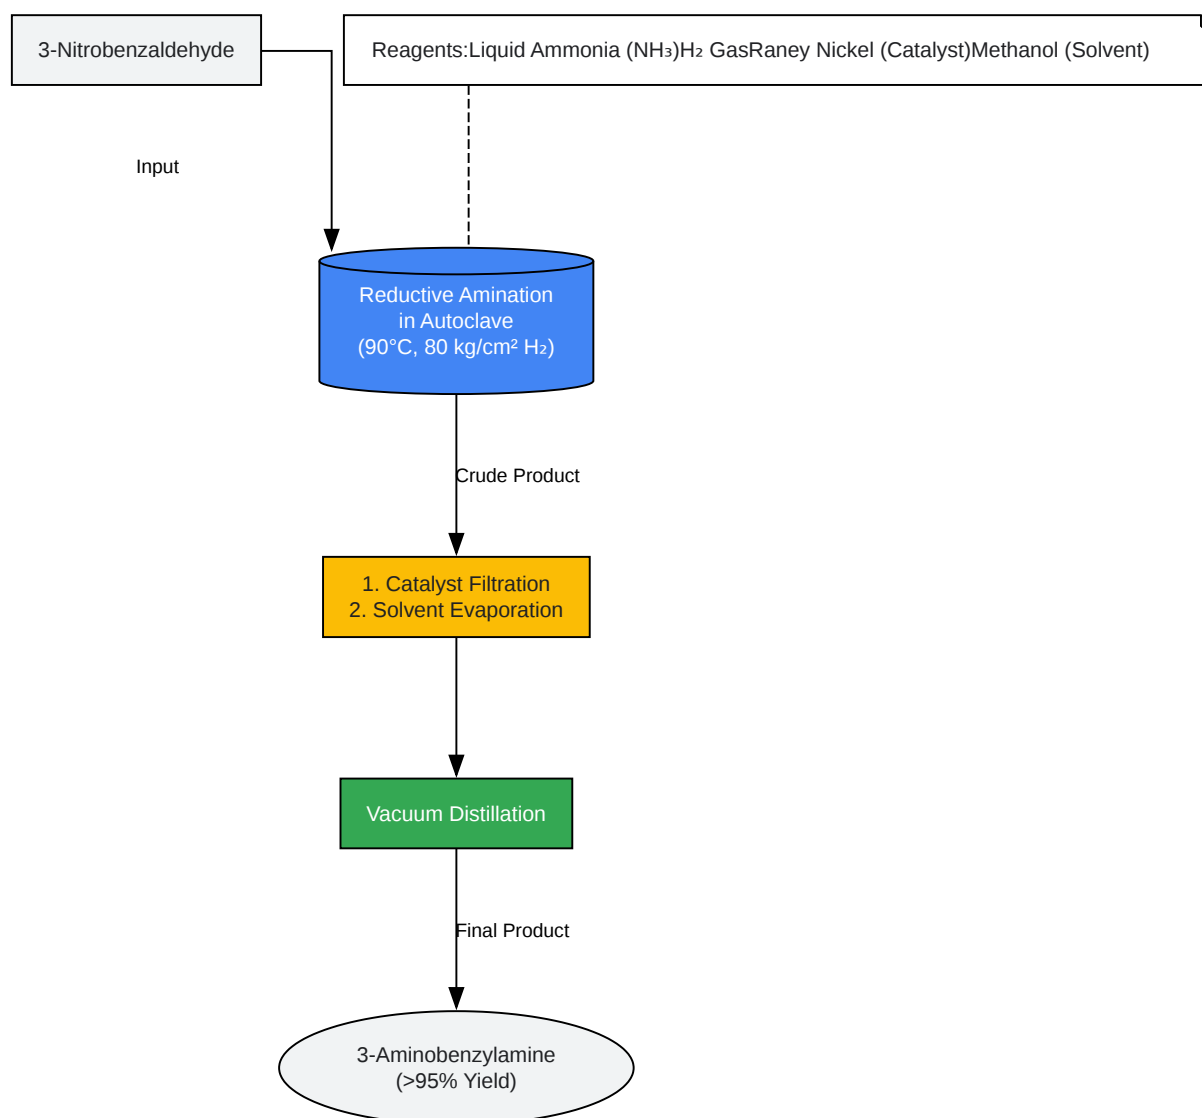 3-Nitrobenzaldehyde
Reagents:Liquid Ammonia (NH₃)H₂ GasRaney Nickel (Catalyst)Methanol (Solvent)
Input
Reductive Amination
in Autoclave
(90°C, 80 kg/cm² H₂)
Crude Product
1. Catalyst Filtration
2. Solvent Evaporation
Vacuum Distillation
Final Product
3-Aminobenzylamine
(>95% Yield)